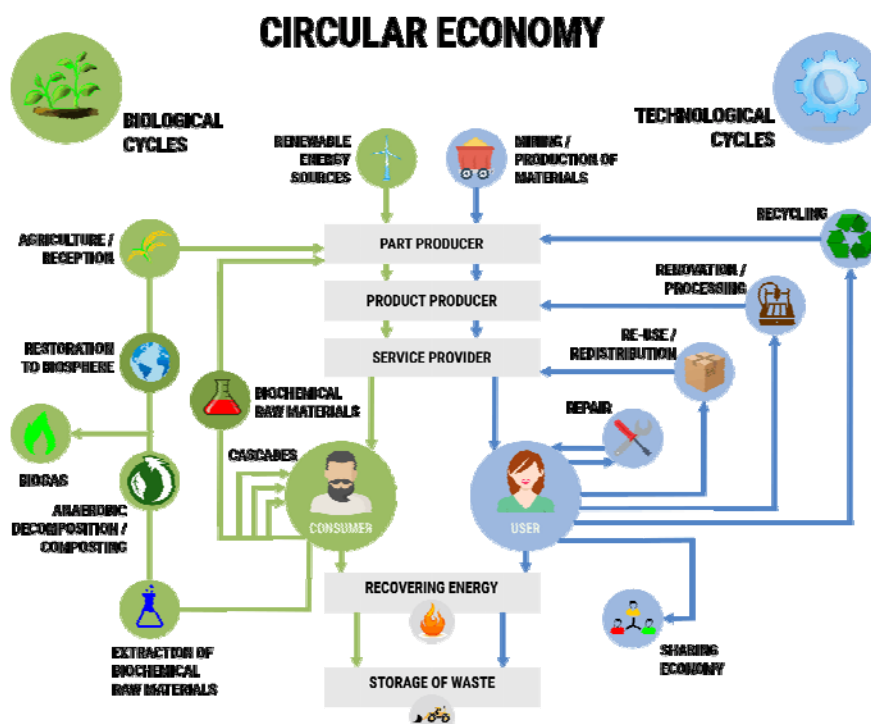 CIRCULAR ECONOMY
BIOLOGICAL
CYCLES
TECHNOLOGICAL
CYCLES
RENEWABLE
ENERGY
SOURCES
MINING /
PRODUCTION OF
MATERIALS
RECYCLING
AGRICULTURE /
RECEPTION
PART PRODUCER
RENOVATION /
PROCESSING
PRODUCT PRODUCER
RE-USE /
REDISTRIBUTION
RESTORATION
TO BIOSPHERE
SERVICE PROVIDER
BIOCHEMICAL
RAW MATERIALS
REPAIR
CASCADES
BIOGAS
ANAEROBIC
DECOMPOSITION /
COMPOSTING
CONSUMER
USER
RECOVERING ENERGY
EXTRACTION OF
BIOCHEMICAL
RAW MATERIALS
SHARING
ECONOMY
STORAGE OF WASTE